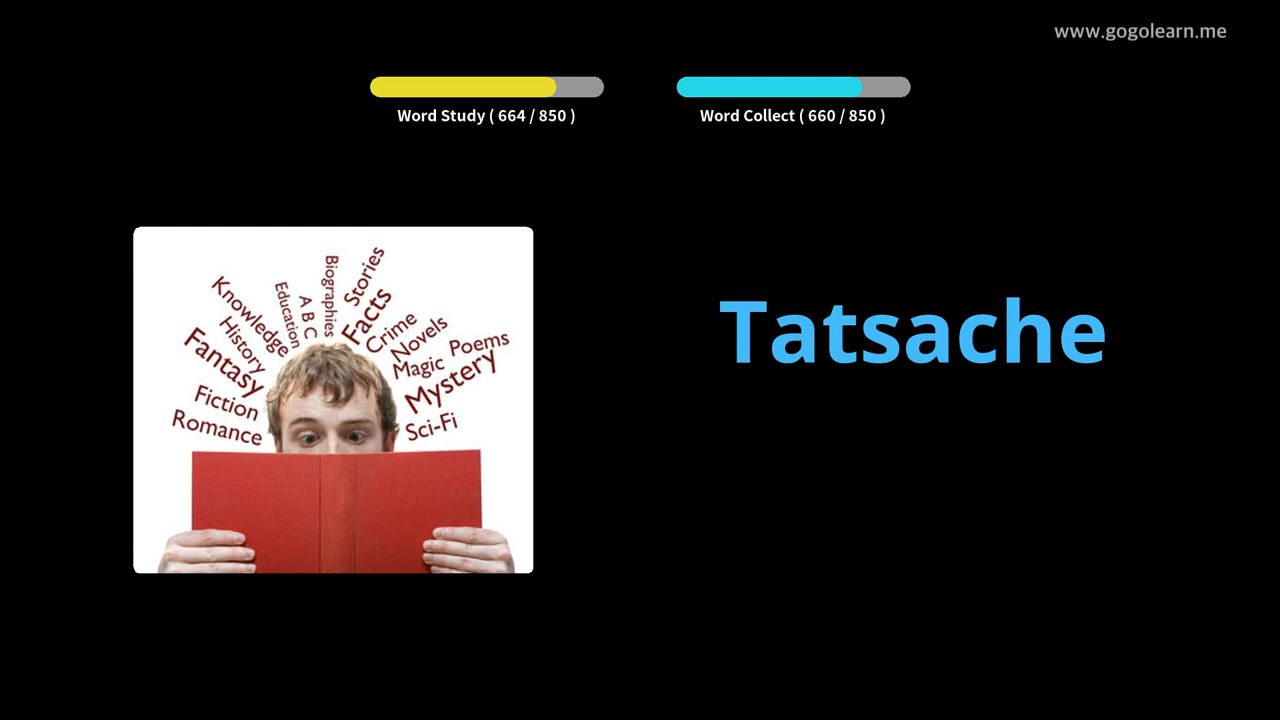 www.gogolearn.me
Word Study ( 664 / 850 )
Word Collect ( 660 / 850 )
Tatsache
Biographies
Stories
Education
A B C
Facts
Knowledge
Crime
History
Novels
Fantasy
Magic
Poems
Mystery
Fiction
Romance
Sci-Fi